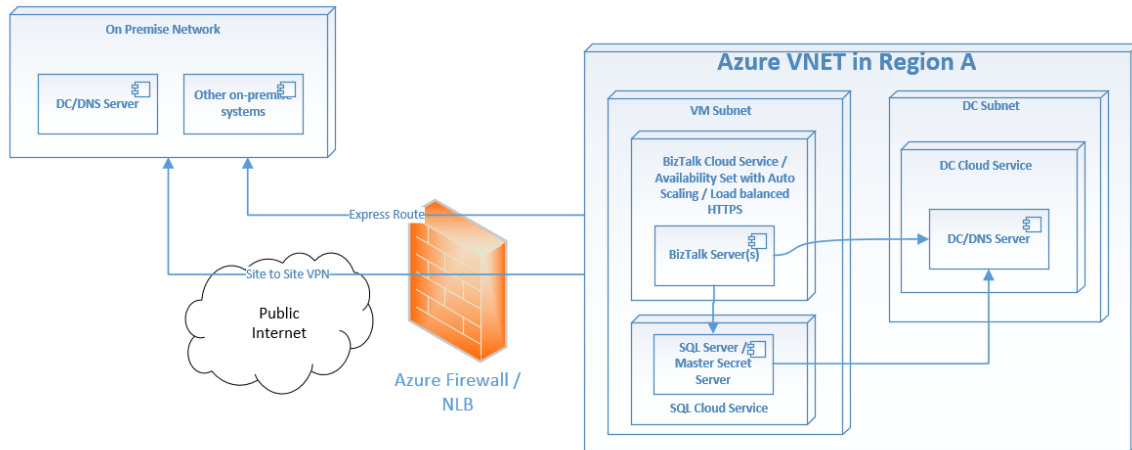 On Premise Network
DC/DNS Server
Other on-premise
systems
Express Route
Site to Site VPN
Public
Internet
Azure Firewall /
NLB
Azure VNET in Region A
VM Subnet
BizTalk Cloud Service /
Availability Set with Auto
Scaling / Load balanced
HTTPS
BizTalk Server(s)
SQL Server /
Master Secret
Server
SQL Cloud Service
DC Subnet
DC Cloud Service
DC/DNS Server